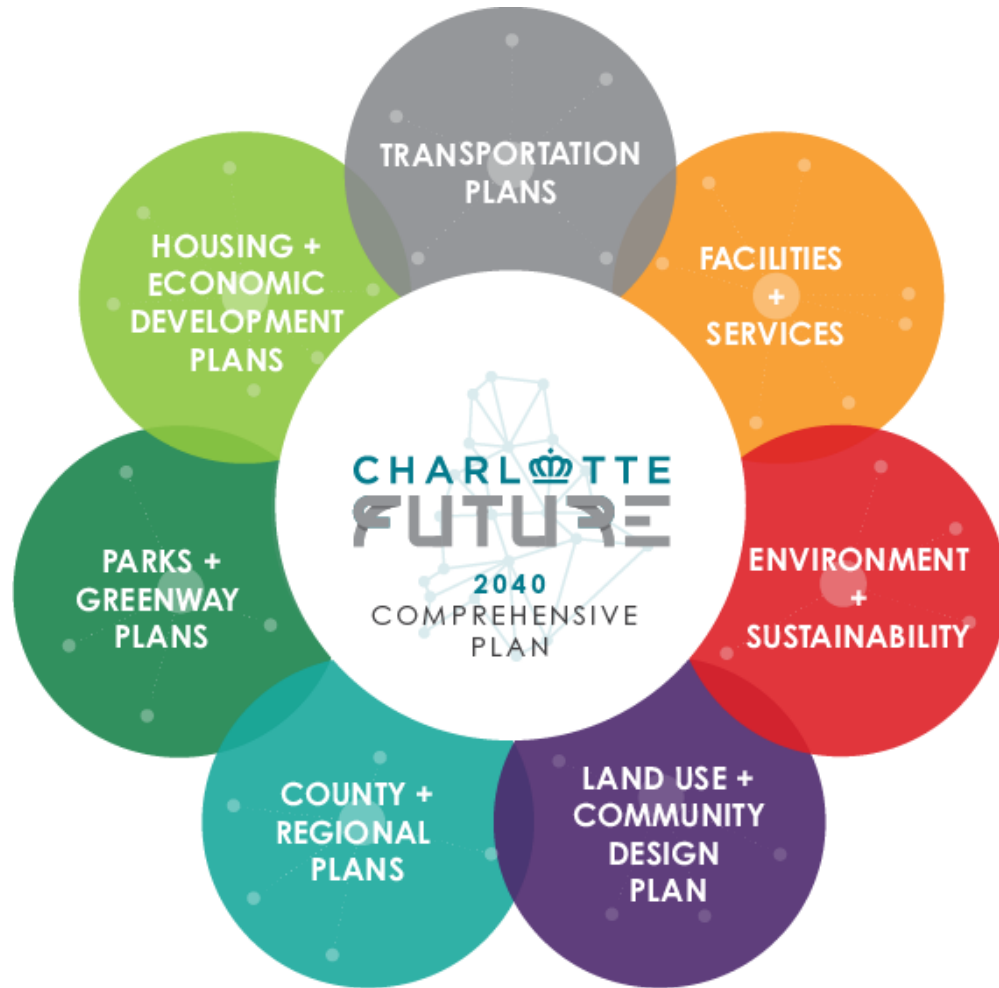 TRANSPORTATION
PLANS
FACILITIES
+
SERVICES
ENVIRONMENT
+
SUSTAINABILITY
LAND USE +
COMMUNITY
DESIGN
PLAN
COUNTY +
REGIONAL
PLANS
PARKS +
GREENWAY
PLANS
HOUSING +
ECONOMIC
DEVELOPMENT
PLANS
CHARLOTTE
FUTURE
2040
COMPREHENSIVE
PLAN